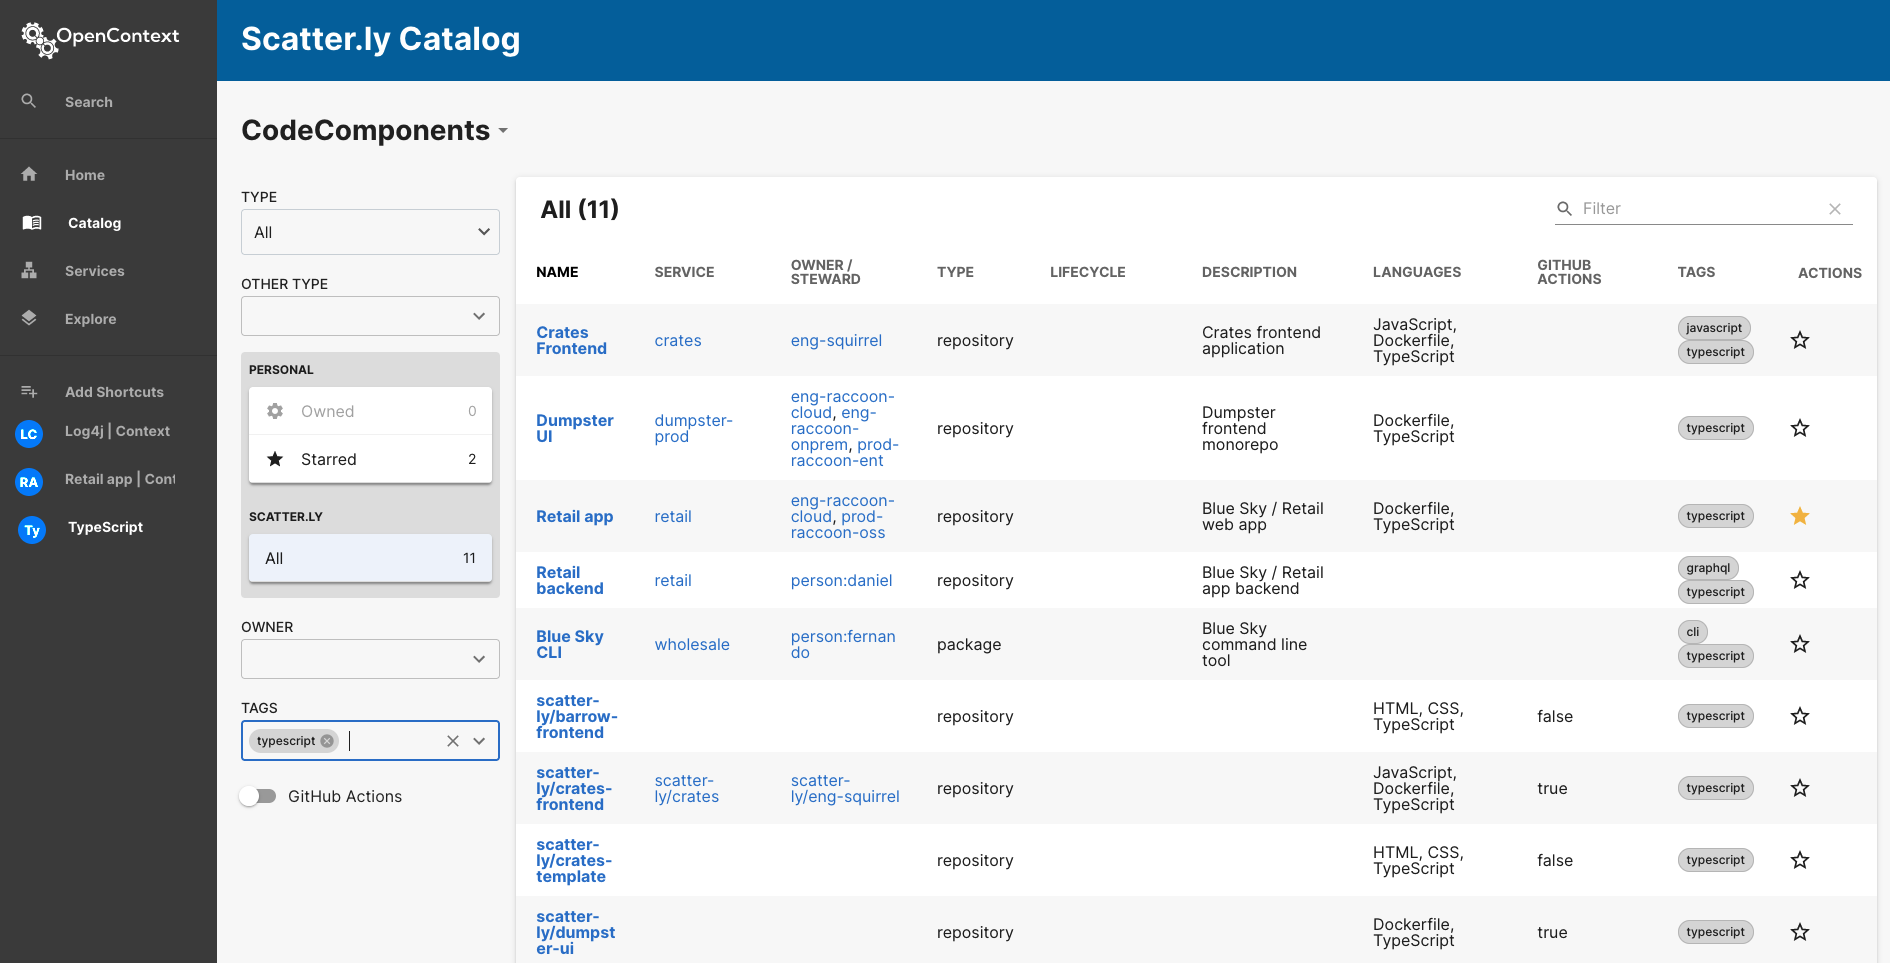 OpenContext
Search
Home
Catalog
Services
Explore
Add Shortcuts
LC
Log4j | Context
RA
Retail app | Cont
Ty
TypeScript
Scatter.ly Catalog
CodeComponents
TYPE
All
OTHER TYPE
PERSONAL
Owned 0
Starred 2
SCATTER.LY
All 11
OWNER
TAGS
typescript
GitHub Actions
All (11)
Filter
NAME
SERVICE
OWNER /
STEWARD
TYPE
LIFECYCLE
DESCRIPTION
LANGUAGES
GITHUB
ACTIONS
TAGS
ACTIONS
Crates
Frontend
crates
eng-squirrel
repository
Crates frontend
application
JavaScript,
Dockerfile,
TypeScript
javascript
typescript
Dumpster
UI
dumpster-
prod
eng-raccoon-
cloud, eng-
raccoon-
onprem, prod-
raccoon-ent
repository
Dumpster
frontend
monorepo
Dockerfile,
TypeScript
typescript
Retail app
retail
eng-raccoon-
cloud, prod-
raccoon-oss
repository
Blue Sky / Retail
web app
Dockerfile,
TypeScript
typescript
Retail
backend
retail
person:daniel
repository
Blue Sky / Retail
app backend
graphql
typescript
Blue Sky
CLI
wholesale
person:fernan
do
package
Blue Sky
command line
tool
cli
typescript
scatter-
ly/barrow-
frontend
repository
HTML, CSS,
TypeScript
false
typescript
scatter-
ly/crates-
frontend
scatter-
ly/crates
scatter-
ly/eng-squirrel
repository
JavaScript,
Dockerfile,
TypeScript
true
typescript
scatter-
ly/crates-
template
repository
HTML, CSS,
TypeScript
false
typescript
scatter-
ly/dumpst
er-ui
repository
Dockerfile,
TypeScript
true
typescript